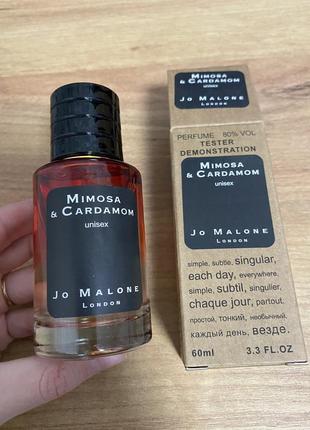 MIMOSA
& CARDAMOM
unisex
JO MALONE
LONDON
MIMOSA
& CARDAMOM
unisex
JO MALONE
LONDON
PERFUME 80% VOL
TESTER
DEMONSTRATION
MIMOSA
& CARDAMOM
unisex
JO MALONE
LONDON
simple, subtle, singular,
each day, everywhere.
simple, subtil, singulier,
chaque jour, partout.
простой, тонкий, необычный,
каждый день, везде.
60ml 3.3 FL.OZ